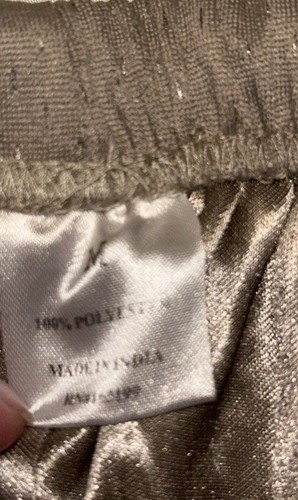 M
100% POLYESTER
MADE IN INDIA